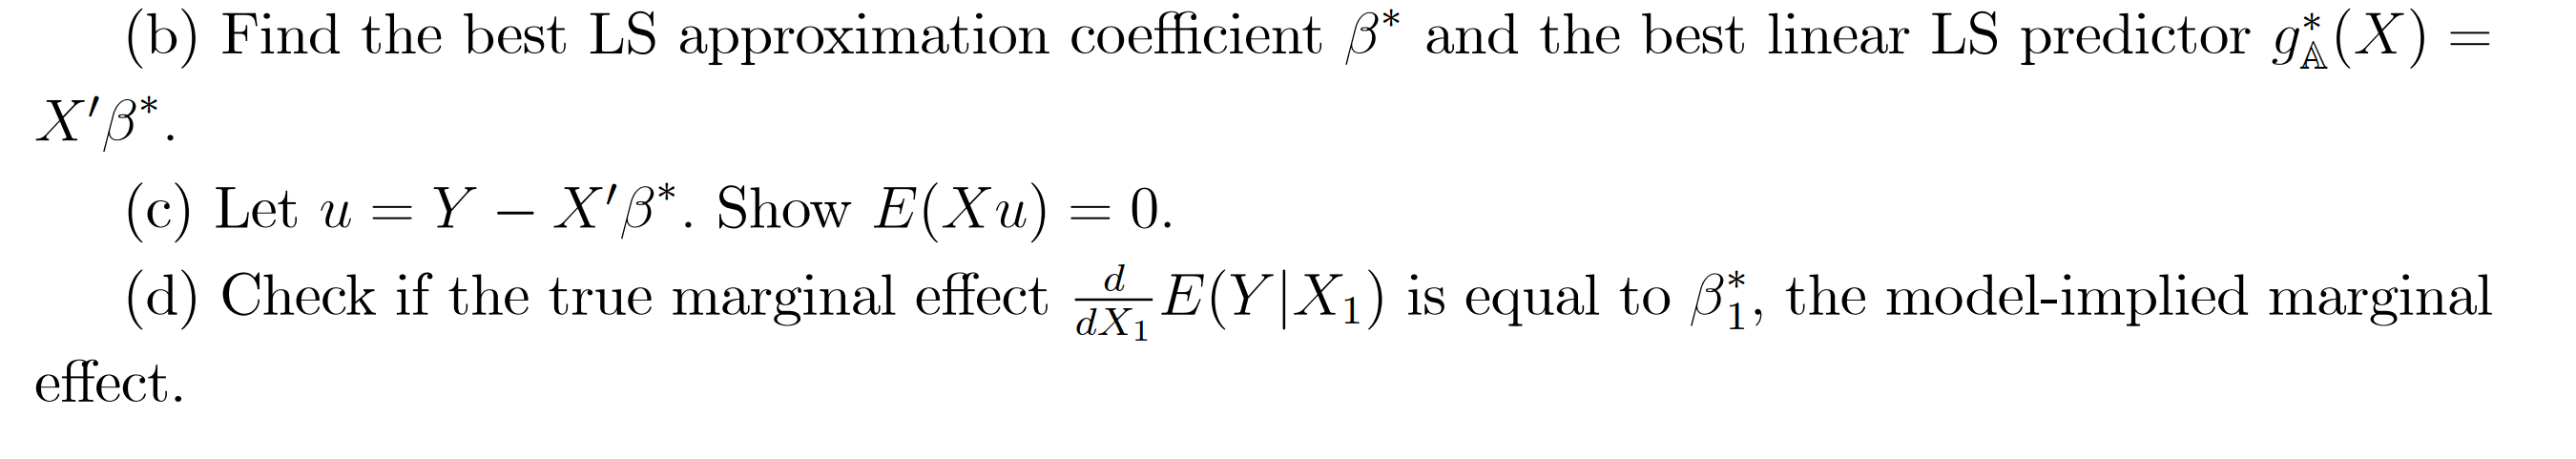 (b) Find the best LS approximation coefficient β* and the best linear LS predictor g*_𝔸(X) =
X′β*.
(c) Let u = Y − X′β*. Show E(Xu) = 0.
(d) Check if the true marginal effect d/dX₁ E(Y|X₁) is equal to β₁*, the model-implied marginal
effect.